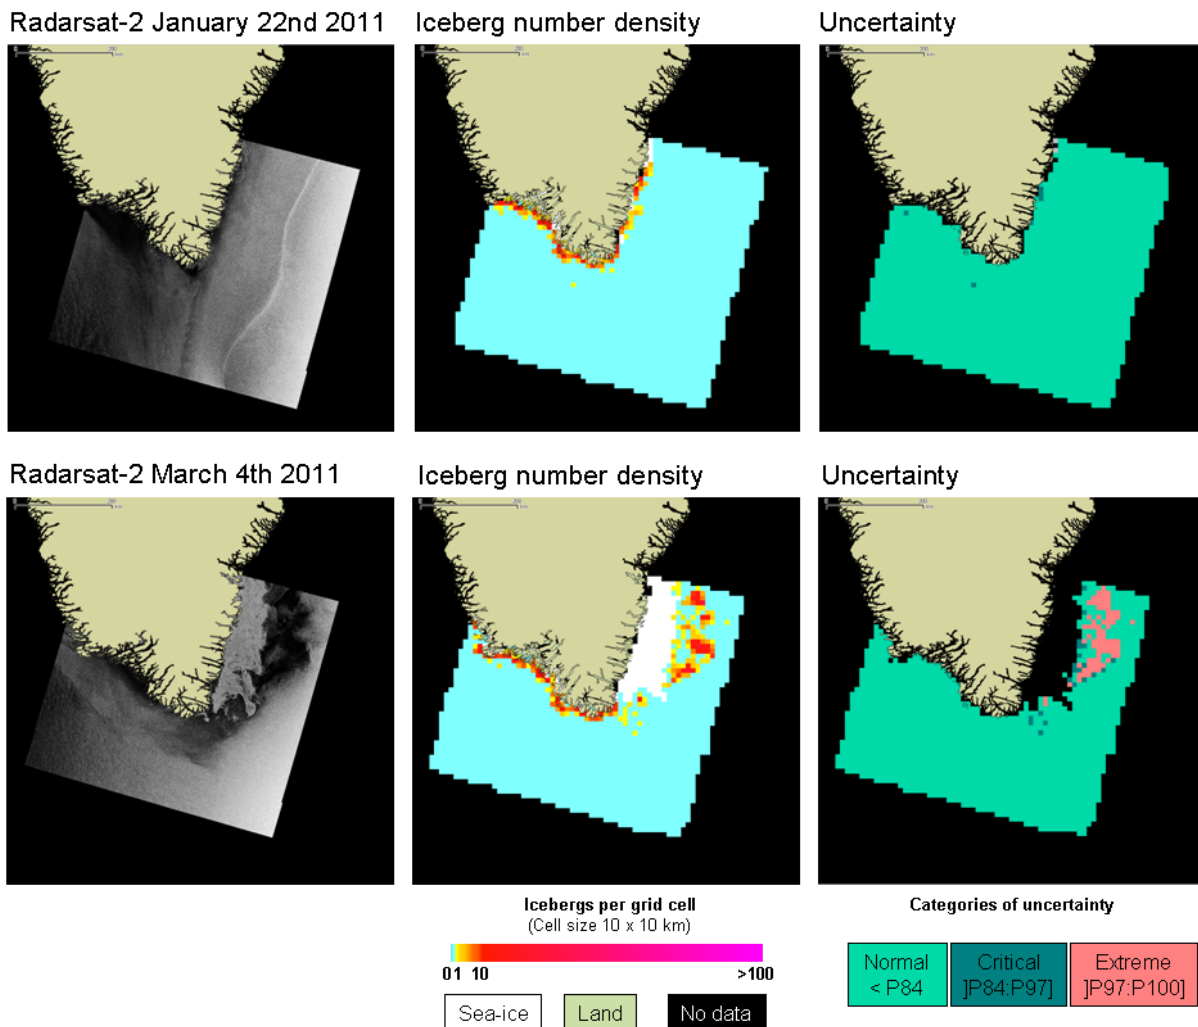 Radarsat-2 January 22nd 2011
Iceberg number density
Uncertainty
Radarsat-2 March 4th 2011
Iceberg number density
Uncertainty
Icebergs per grid cell
(Cell size 10 x 10 km)
0 1 10 >100
Sea-ice Land No data
Categories of uncertainty
Normal
< P84
Critical
]P84:P97]
Extreme
]P97:P100]